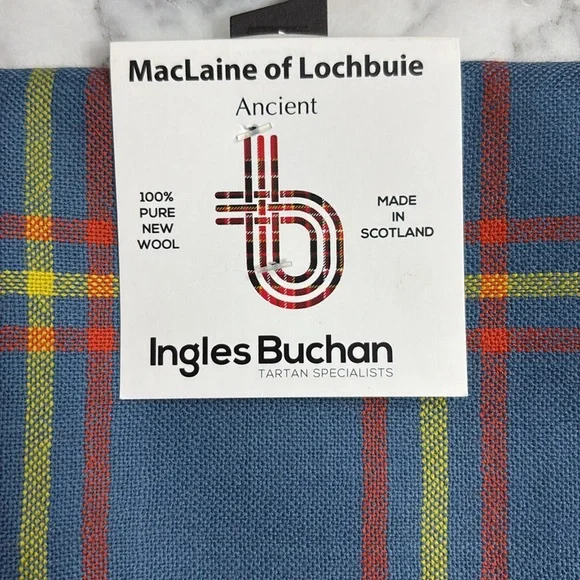 MacLaine of Lochbuie
Ancient
100%
PURE
NEW
WOOL
MADE
IN
SCOTLAND
Ingles Buchan
TARTAN SPECIALISTS